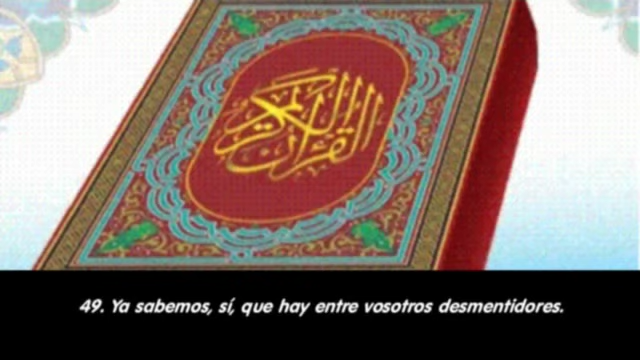 القرآن الكريم
49. Ya sabemos, sí, que hay entre vosotros desmentidores.